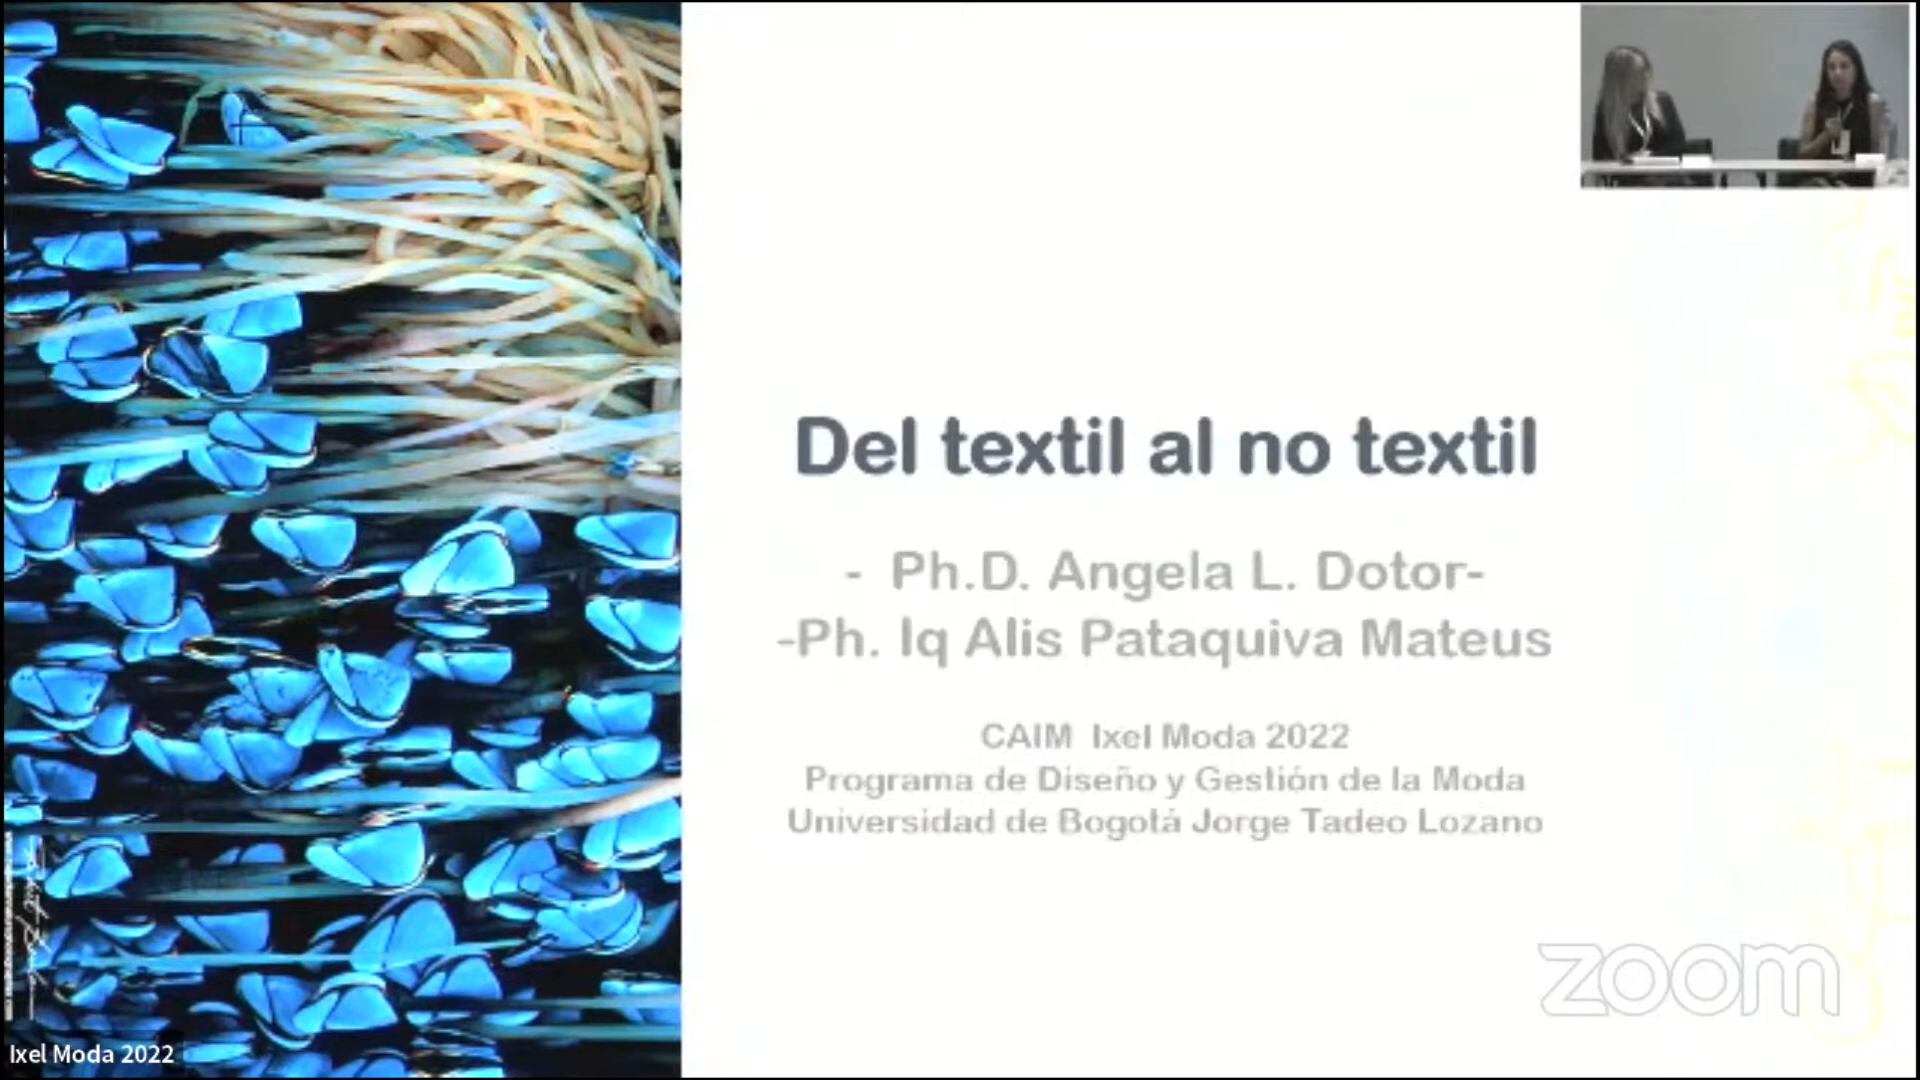 Del textil al no textil
- Ph.D. Angela L. Dotor-
-Ph. Iq Alis Pataquiva Mateus
CAIM Ixel Moda 2022
Programa de Diseño y Gestión de la Moda
Universidad de Bogotá Jorge Tadeo Lozano
zoom
Ixel Moda 2022